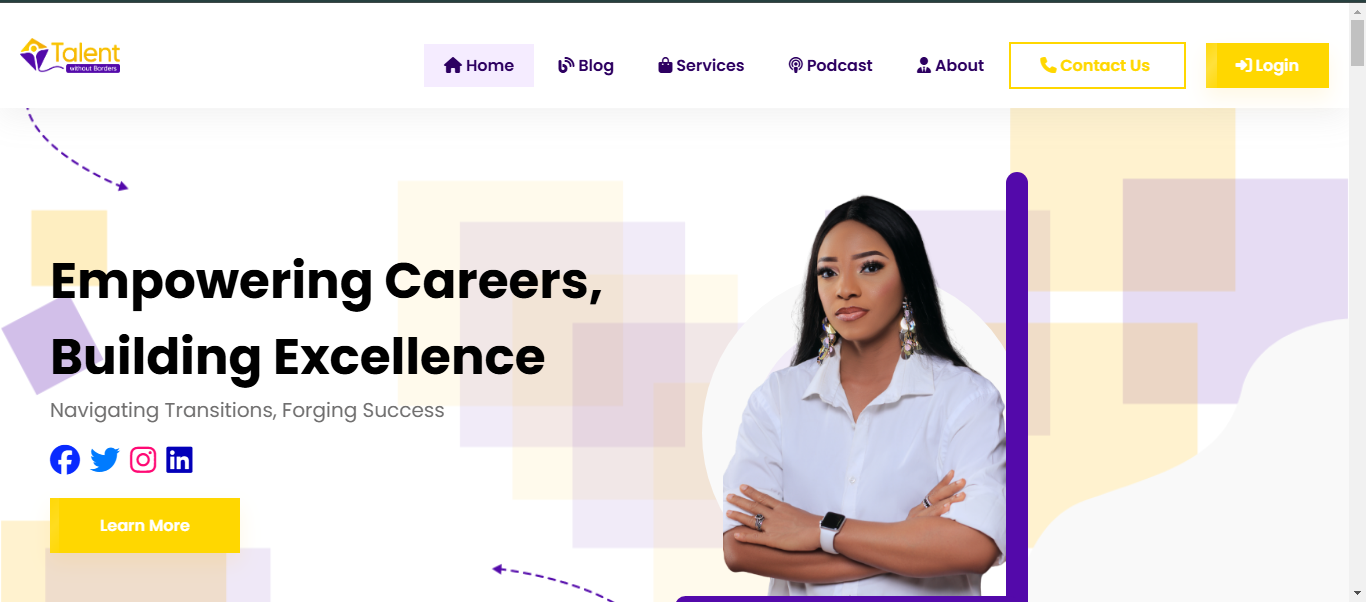 Talent
without Borders
Home
Blog
Services
Podcast
About
Contact Us
Login
Empowering Careers,
Building Excellence
Navigating Transitions, Forging Success
Learn More